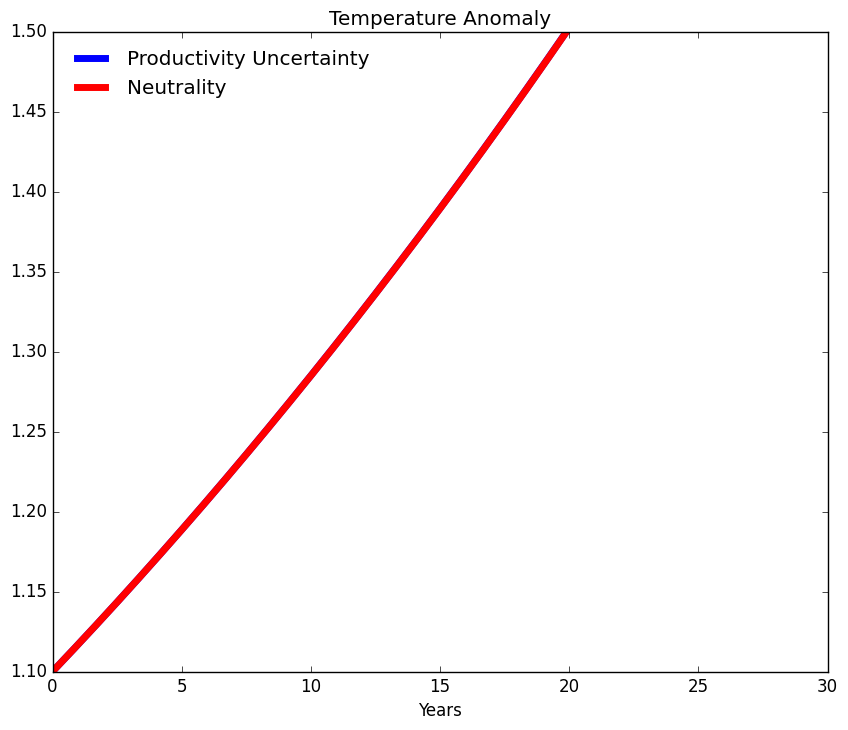 Temperature Anomaly
1.50
Productivity Uncertainty
Neutrality
1.45
1.40
1.35
1.30
1.25
1.20
1.15
1.10
0 5 10 15 20 25 30
Years